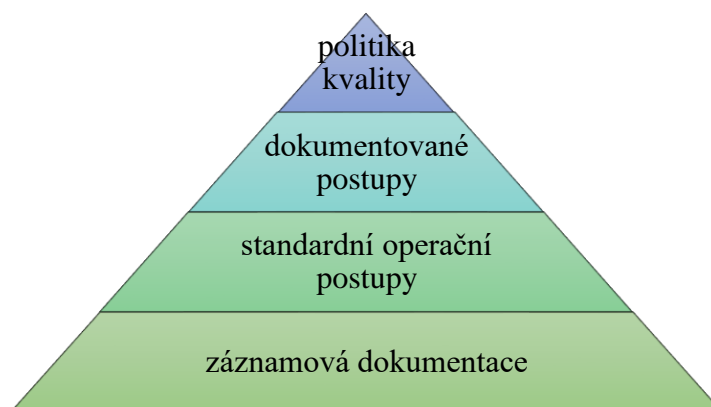 politika
kvality
dokumentované
postupy
standardní operační
postupy
záznamová dokumentace